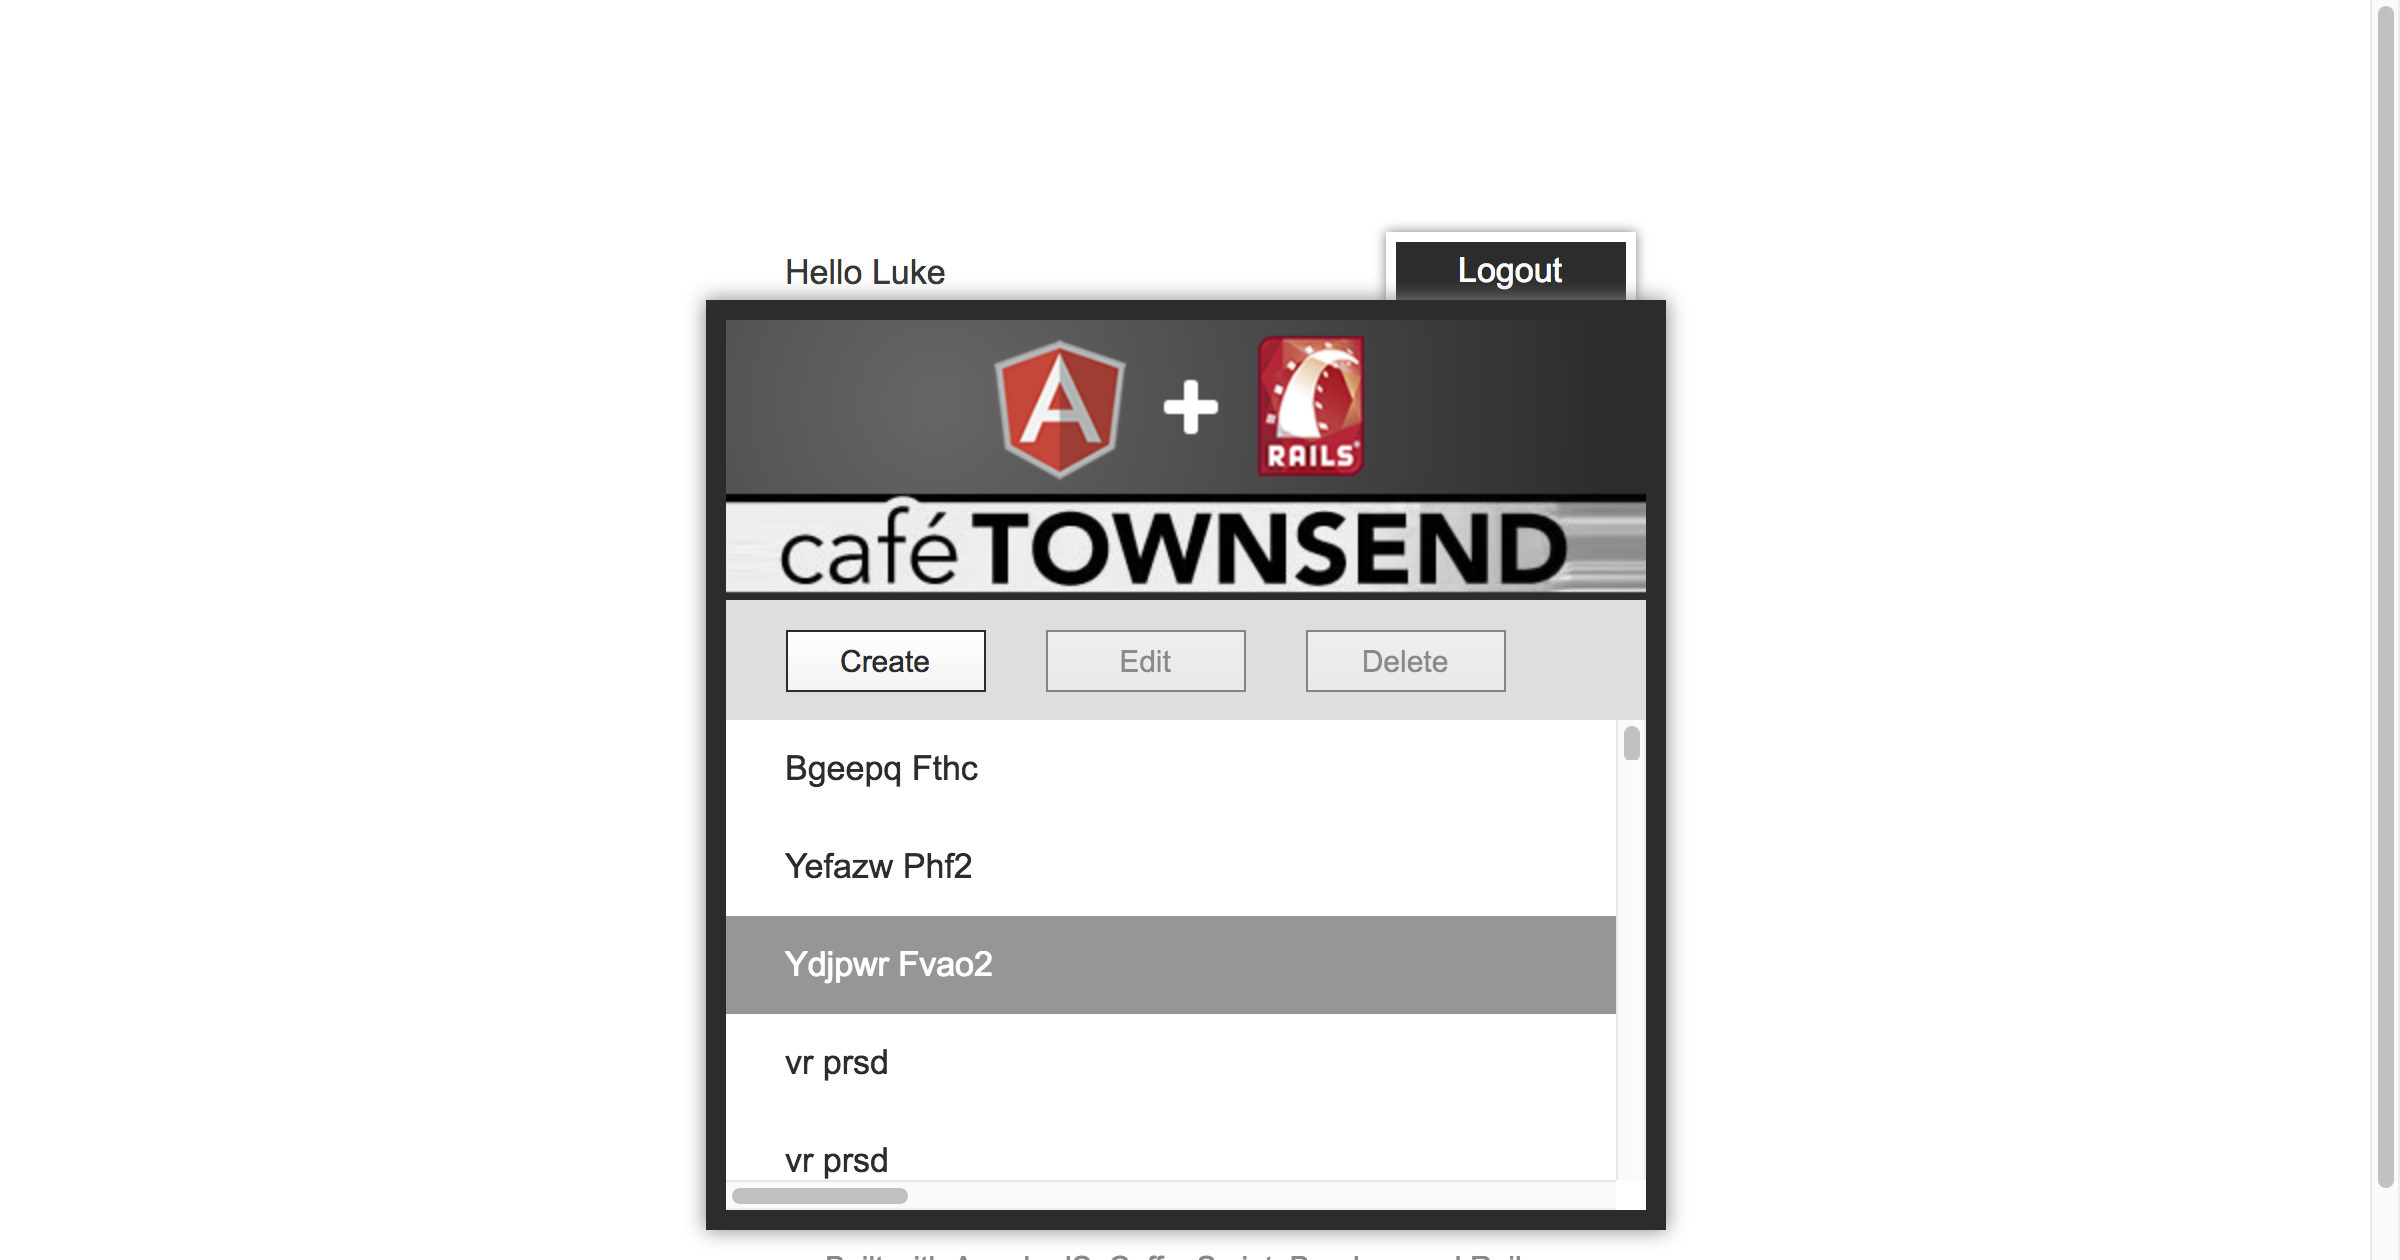 Hello Luke
Logout
RAILS
café TOWNSEND
Create
Edit
Delete
Bgeepq Fthc
Yefazw Phf2
Ydjpwr Fvao2
vr prsd
vr prsd